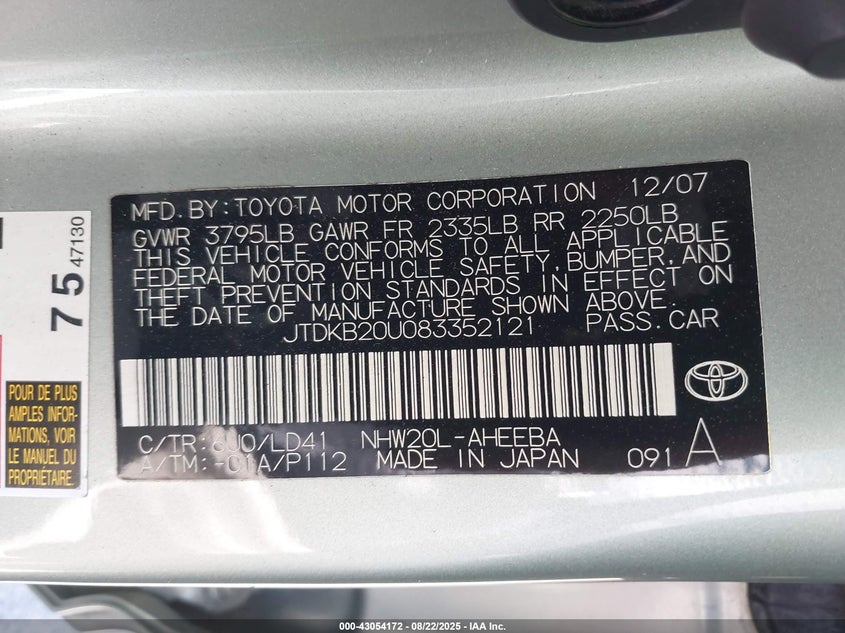 MFD. BY: TOYOTA MOTOR CORPORATION 12/07
GVWR 3795LB GAWR FR 2335LB RR 2250LB
THIS VEHICLE CONFORMS TO ALL APPLICABLE
FEDERAL MOTOR VEHICLE SAFETY, BUMPER, AND
THEFT PREVENTION STANDARDS IN EFFECT ON
THE DATE OF MANUFACTURE SHOWN ABOVE.
JTDKB20U083352121 PASS. CAR
C/TR: 6U0/LD41 NHW20L-AHEEBA
A/TM: -01A/P112 MADE IN JAPAN 091 A
75 47130
POUR DE PLUS
AMPLES INFOR-
MATIONS, VOIR
LE MANUEL DU
PROPRIÉTAIRE.
000-43054172 - 08/22/2025 - IAA Inc.